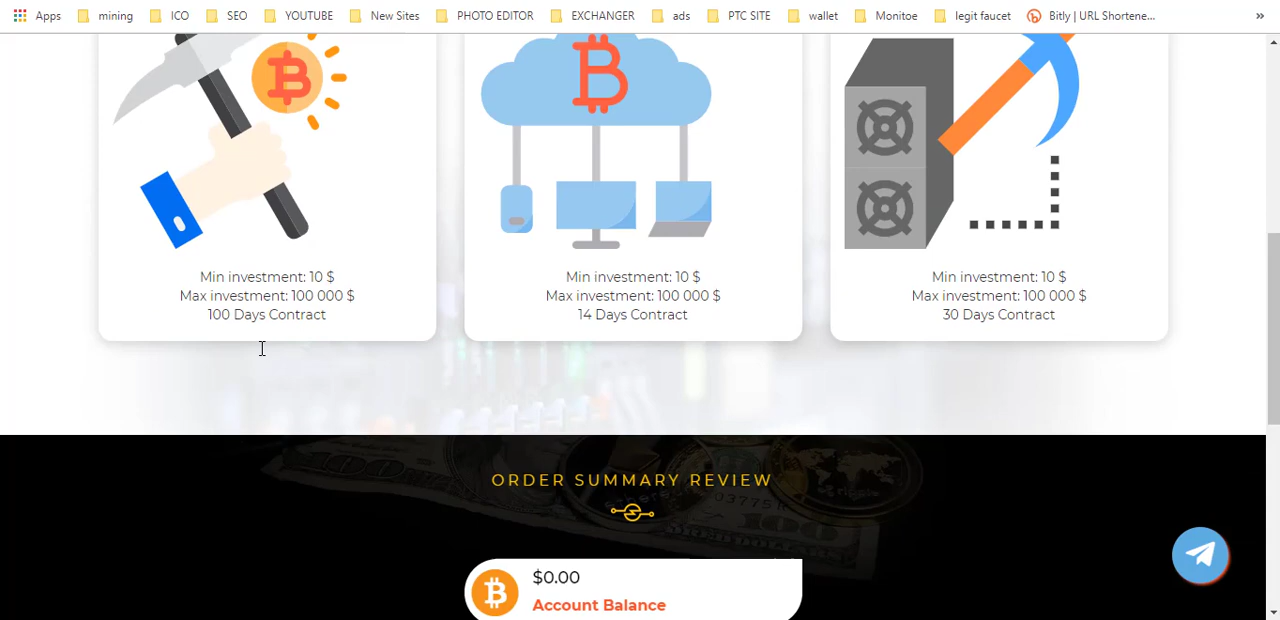 Apps mining ICO SEO YOUTUBE New Sites PHOTO EDITOR EXCHANGER ads PTC SITE wallet Monitoe legit faucet Bitly | URL Shortene... »
Min investment: 10 $
Max investment: 100 000 $
100 Days Contract
Min investment: 10 $
Max investment: 100 000 $
14 Days Contract
Min investment: 10 $
Max investment: 100 000 $
30 Days Contract
ORDER SUMMARY REVIEW
$0.00
Account Balance